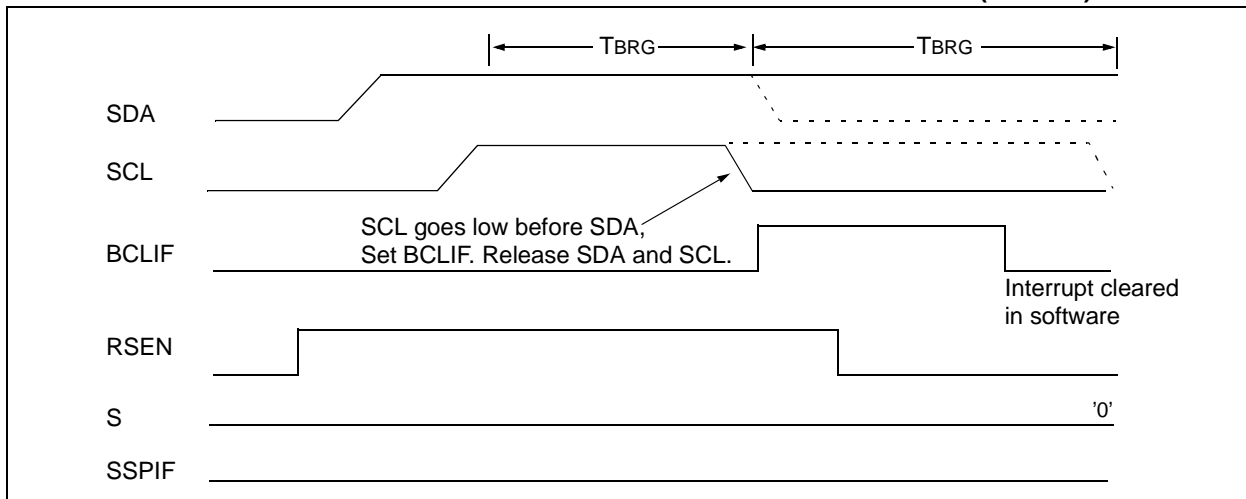 TBRG TBRG
SDA
SCL
SCL goes low before SDA,
Set BCLIF. Release SDA and SCL.
BCLIF
Interrupt cleared
in software
RSEN
S '0'
SSPIF